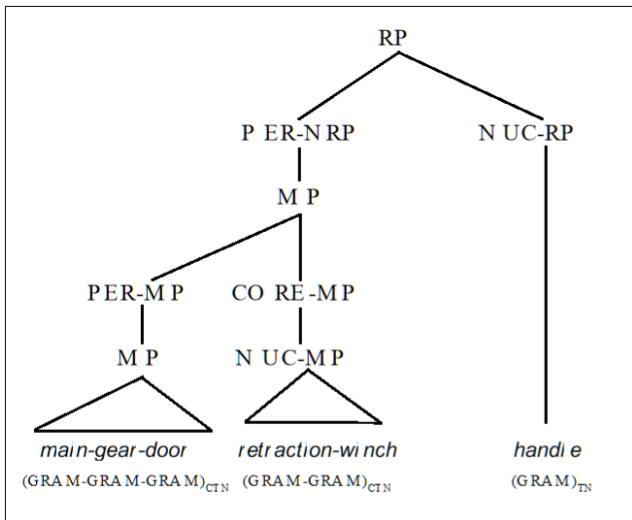 RP
PER-NRP NUC-RP
MP
PER-MP CORE-MP
MP NUC-MP
main-gear-door retraction-winch handle
(GRAM-GRAM-GRAM)CTN (GRAM-GRAM)CTN (GRAM)TN